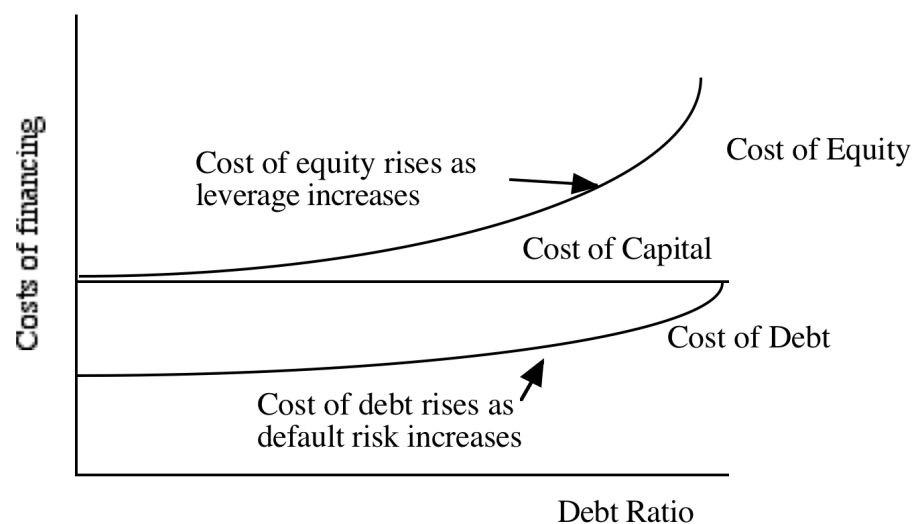 Costs of financing
Cost of equity rises as
leverage increases
Cost of Equity
Cost of Capital
Cost of Debt
Cost of debt rises as
default risk increases
Debt Ratio